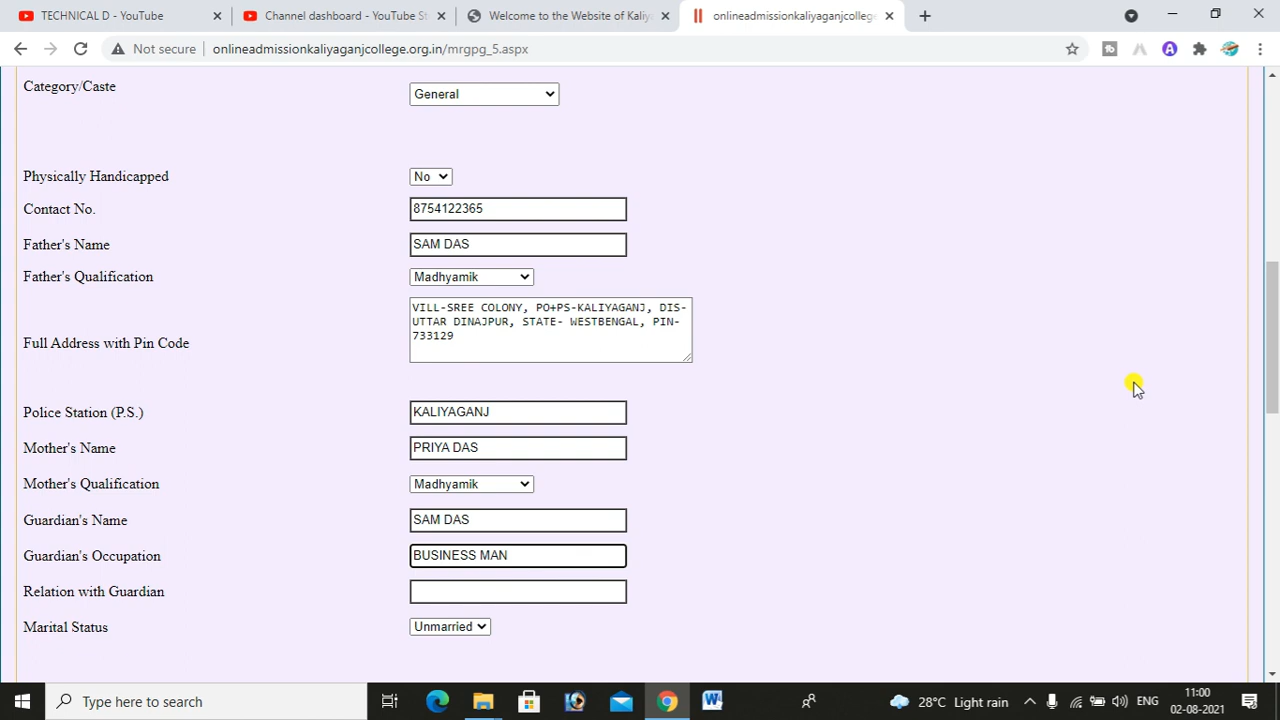 TECHNICAL D - YouTube
Channel dashboard - YouTube St
Welcome to the Website of Kaliy
onlineadmissionkaliyaganjcollege
Not secure
onlineadmissionkaliyaganjcollege.org.in/mrgpg_5.aspx
Category/Caste
General
Physically Handicapped
No
Contact No.
8754122365
Father's Name
SAM DAS
Father's Qualification
Madhyamik
Full Address with Pin Code
VILL-SREE COLONY, PO+PS-KALIYAGANJ, DIS-
UTTAR DINAJPUR, STATE- WESTBENGAL, PIN-
733129
Police Station (P.S.)
KALIYAGANJ
Mother's Name
PRIYA DAS
Mother's Qualification
Madhyamik
Guardian's Name
SAM DAS
Guardian's Occupation
BUSINESS MAN
Relation with Guardian
Marital Status
Unmarried
Type here to search
28°C Light rain
ENG
11:00
02-08-2021